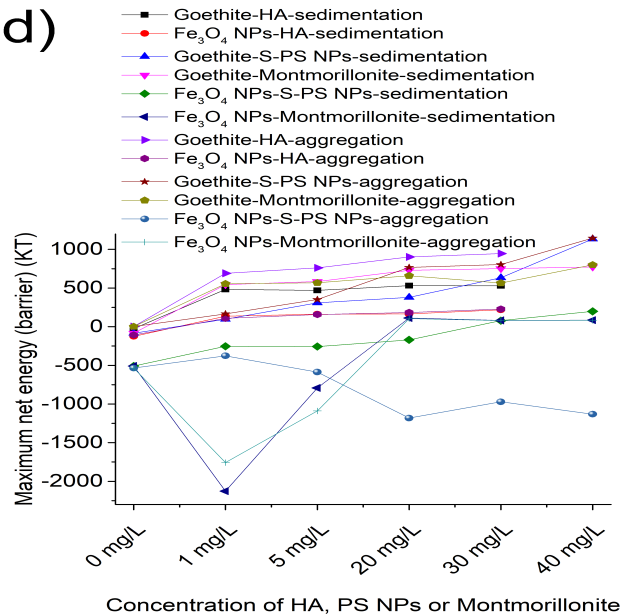 d)
Goethite-HA-sedimentation
Fe₃O₄ NPs-HA-sedimentation
Goethite-S-PS NPs-sedimentation
Goethite-Montmorillonite-sedimentation
Fe₃O₄ NPs-S-PS NPs-sedimentation
Fe₃O₄ NPs-Montmorillonite-sedimentation
Goethite-HA-aggregation
Fe₃O₄ NPs-HA-aggregation
Goethite-S-PS NPs-aggregation
Goethite-Montmorillonite-aggregation
Fe₃O₄ NPs-S-PS NPs-aggregation
Fe₃O₄ NPs-Montmorillonite-aggregation
Maximum net energy (barrier) (KT)
1000
500
0
-500
-1000
-1500
-2000
0 mg/L
1 mg/L
5 mg/L
20 mg/L
30 mg/L
40 mg/L
Concentration of HA, PS NPs or Montmorillonite